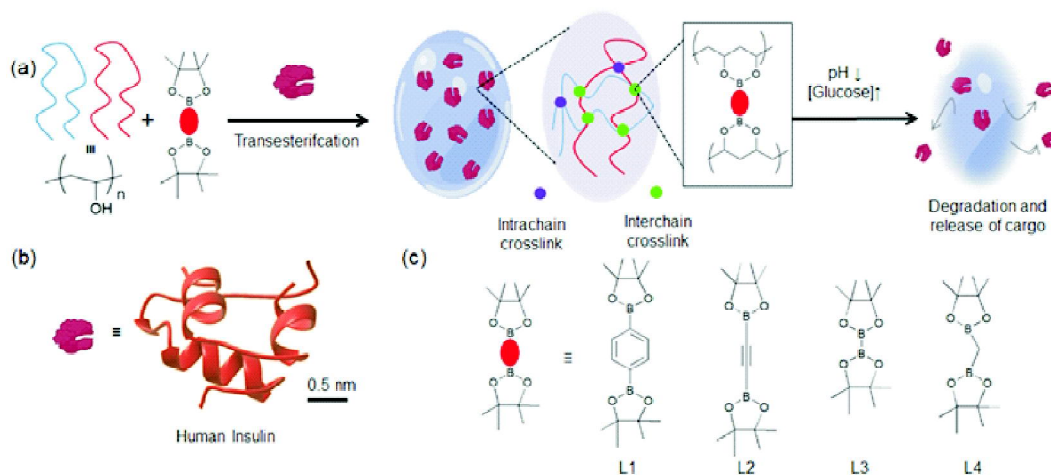 (a)
B
O
O
B
O
O
+
Transesterifcation
≡
n
OH
O
O
B
B
O
O
pH ↓
[Glucose]↑
Intrachain
crosslink
Interchain
crosslink
Degradation and
release of cargo
(b)
≡
0.5 nm
Human Insulin
(c)
O
O
B
B
O
O
≡
O
O
B
B
O
O
L1
O
O
B
B
O
O
L2
O
O
B
B
O
O
L3
O
O
B
B
O
O
L4